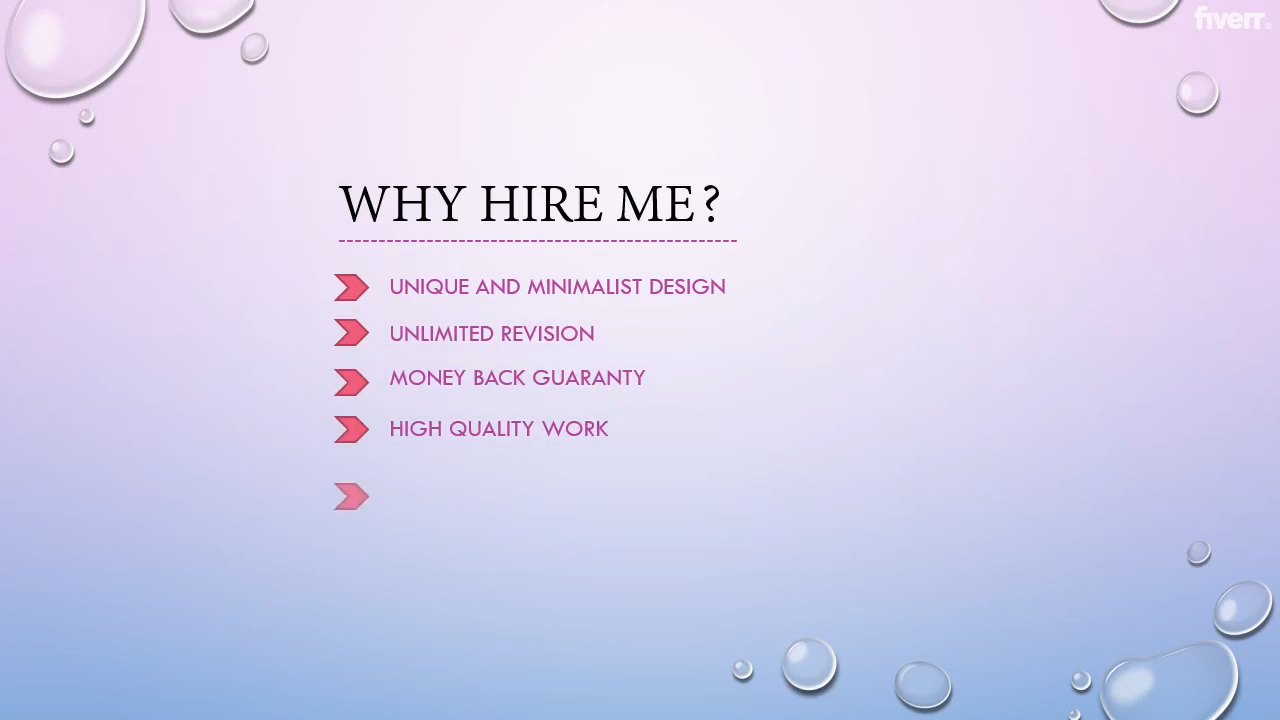 fiverr®
WHY HIRE ME?
UNIQUE AND MINIMALIST DESIGN
UNLIMITED REVISION
MONEY BACK GUARANTY
HIGH QUALITY WORK